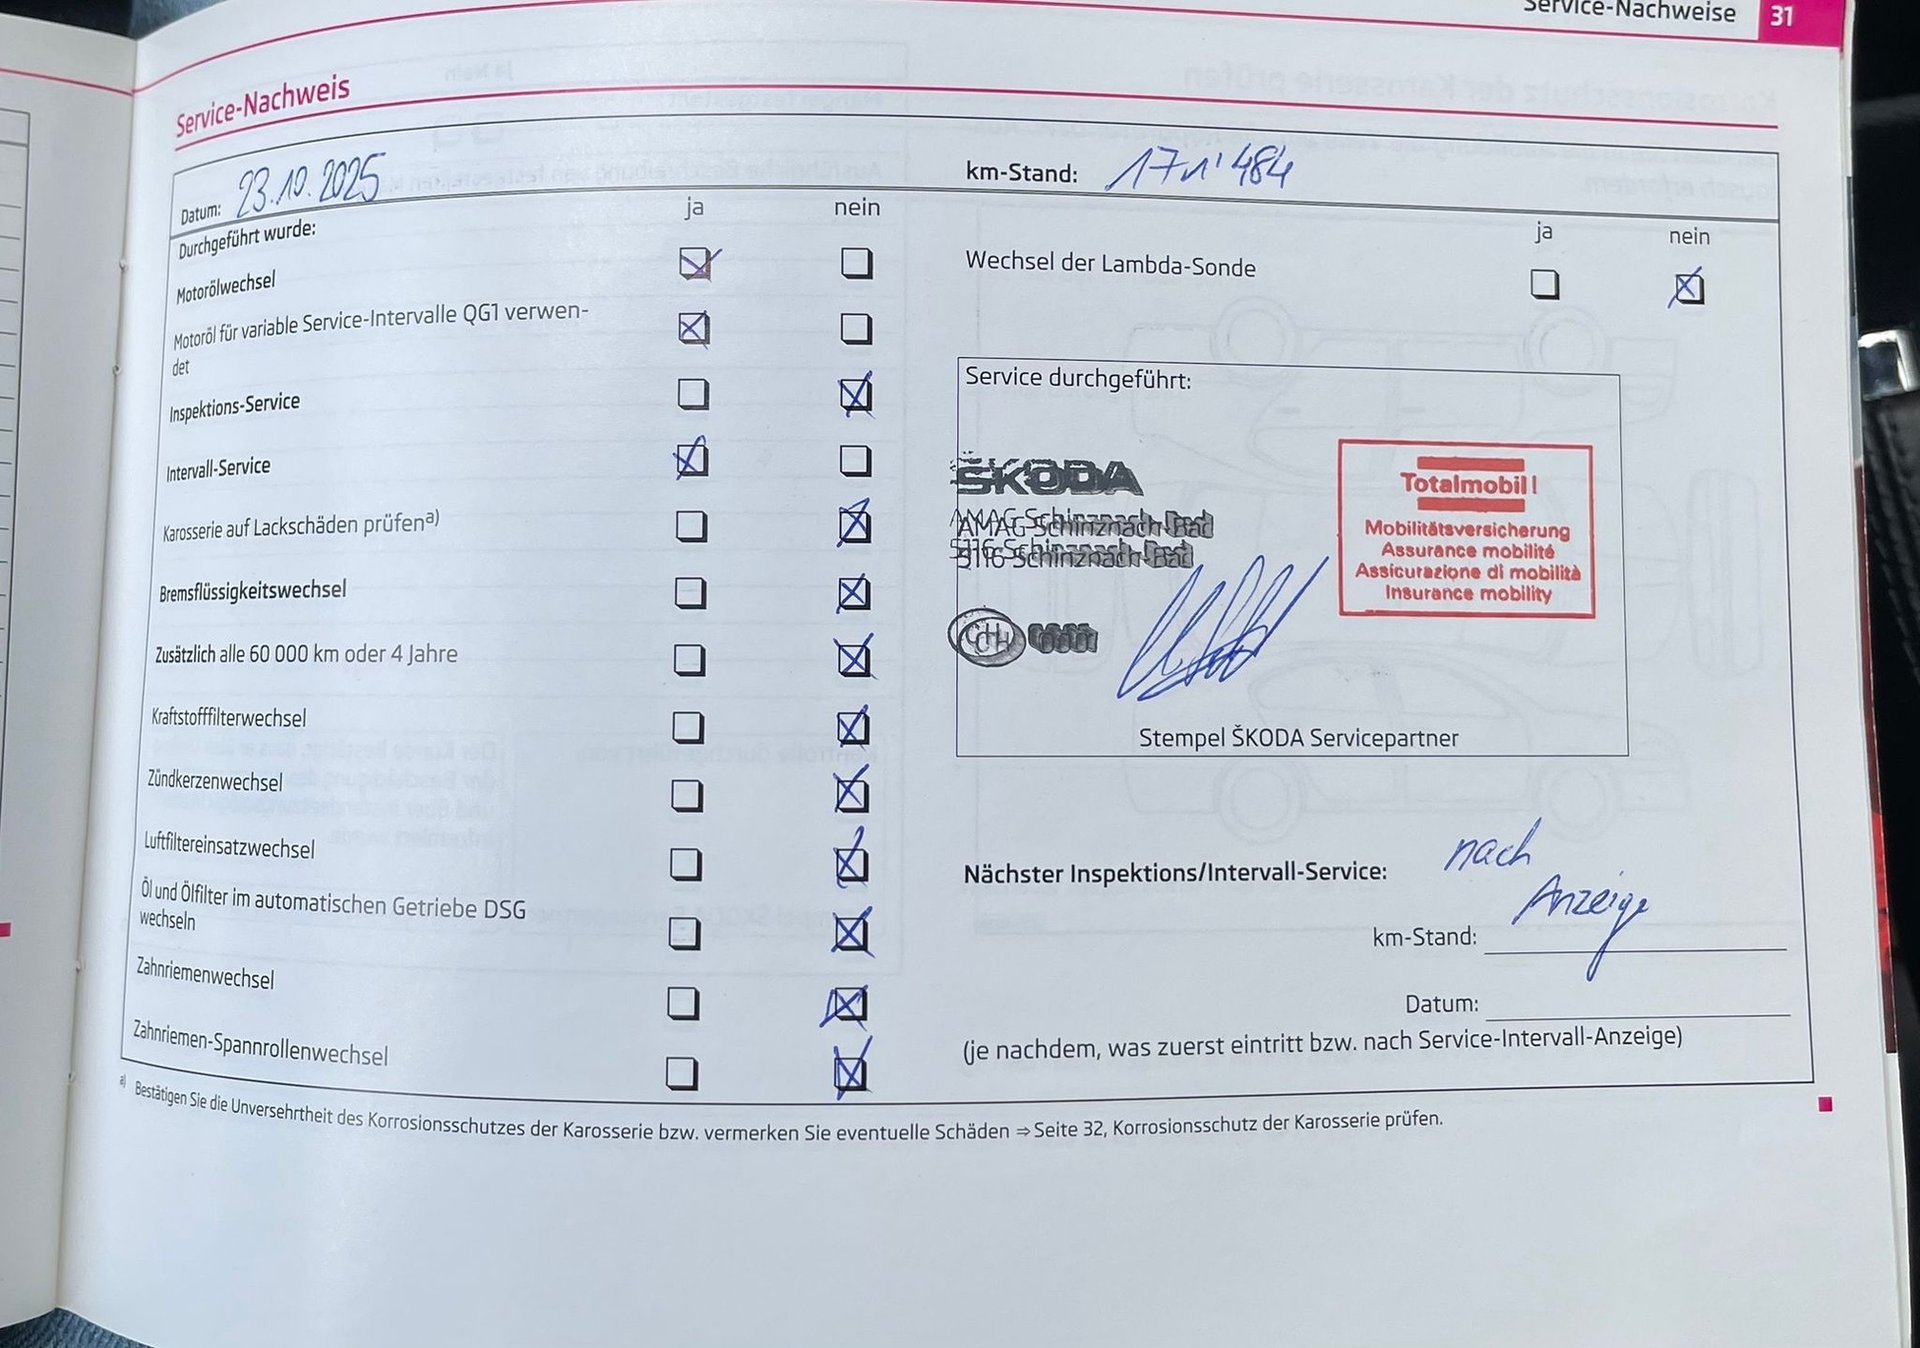 Service-Nachweise 31
Service-Nachweis
Datum: 23.10.2025
km-Stand: 171'484
Durchgeführt wurde:
ja nein
Motorölwechsel
Motoröl für variable Service-Intervalle QG1 verwen-
det
Inspektions-Service
Intervall-Service
Karosserie auf Lackschäden prüfen a)
Bremsflüssigkeitswechsel
Zusätzlich alle 60 000 km oder 4 Jahre
Kraftstofffilterwechsel
Zündkerzenwechsel
Luftfiltereinsatzwechsel
Öl und Ölfilter im automatischen Getriebe DSG
wechseln
Zahnriemenwechsel
Zahnriemen-Spannrollenwechsel
ja nein
Wechsel der Lambda-Sonde
Service durchgeführt:
ŠKODA
AMAG Schinznach-Bad
5116 Schinznach-Bad
CH
Totalmobil!
Mobilitätsversicherung
Assurance mobilité
Assicurazione di mobilità
Insurance mobility
Stempel ŠKODA Servicepartner
Nächster Inspektions/Intervall-Service: nach
Anzeige
km-Stand:
Datum:
(je nachdem, was zuerst eintritt bzw. nach Service-Intervall-Anzeige)
a) Bestätigen Sie die Unversehrtheit des Korrosionsschutzes der Karosserie bzw. vermerken Sie eventuelle Schäden ⇒ Seite 32, Korrosionsschutz der Karosserie prüfen.